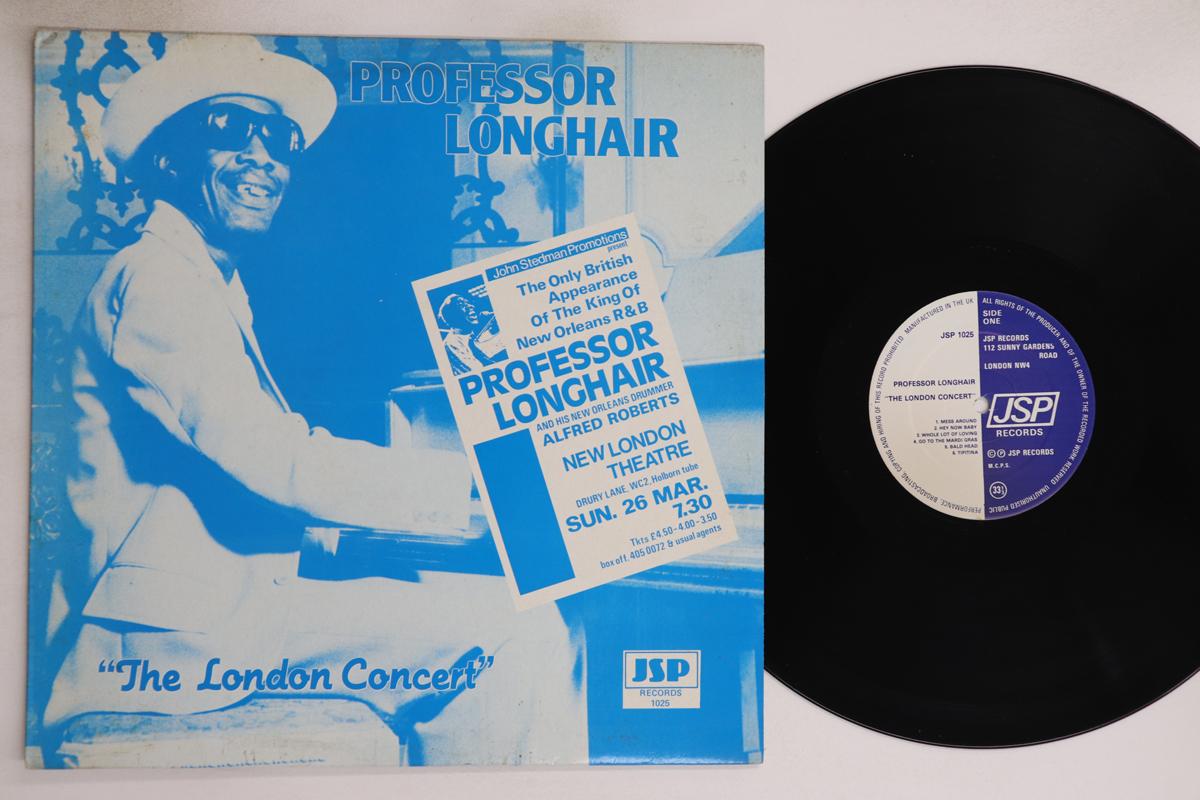 PROFESSOR
LONGHAIR
John Stedman Promotions
present
The Only British
Appearance
Of The King Of
New Orleans R&B
PROFESSOR
LONGHAIR
AND HIS NEW ORLEANS DRUMMER
ALFRED ROBERTS
NEW LONDON
THEATRE
DRURY LANE, WC2, Holborn tube
SUN. 26 MAR.
7.30
Tkts £4.50-4.00-3.50
box off. 405 0072 & usual agents
“The London Concert”
JSP
RECORDS
1025
MANUFACTURED IN THE UK
ALL RIGHTS OF THE PRODUCER AND OF THE OWNER OF THE RECORDED WORK RESERVED UNAUTHORISED PUBLIC
PERFORMANCE, BROADCASTING, COPYING AND HIRING OF THIS RECORD PROHIBITED
JSP 1025
PROFESSOR LONGHAIR
"THE LONDON CONCERT"
1. MESS AROUND
2. HEY NOW BABY
3. WHOLE LOT OF LOVING
4. GO TO THE MARDI GRAS
5. BALD HEAD
6. TIPITINA
SIDE
ONE
JSP RECORDS
112 SUNNY GARDENS
ROAD
LONDON NW4
JSP
RECORDS
© ℗ JSP RECORDS
M.C.P.S.
33⅓